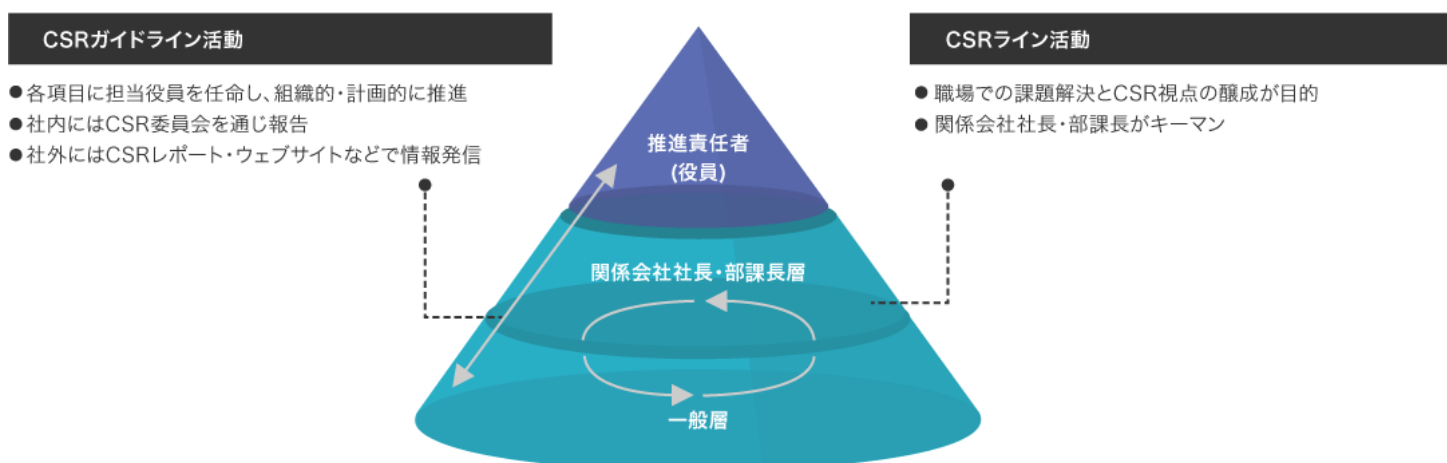 CSRガイドライン活動
●各項目に担当役員を任命し、組織的・計画的に推進
●社内にはCSR委員会を通じ報告
●社外にはCSRレポート・ウェブサイトなどで情報発信
CSRライン活動
●職場での課題解決とCSR視点の醸成が目的
●関係会社社長・部課長がキーマン
推進責任者
(役員)
関係会社社長・部課長層
一般層